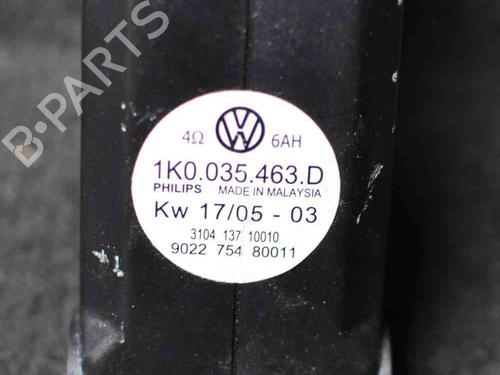 B-PARTS
4Ω 6AH
1K0.035.463.D
PHILIPS MADE IN MALAYSIA
Kw 17/05 - 03
3104 137 10010
9022 754 80011